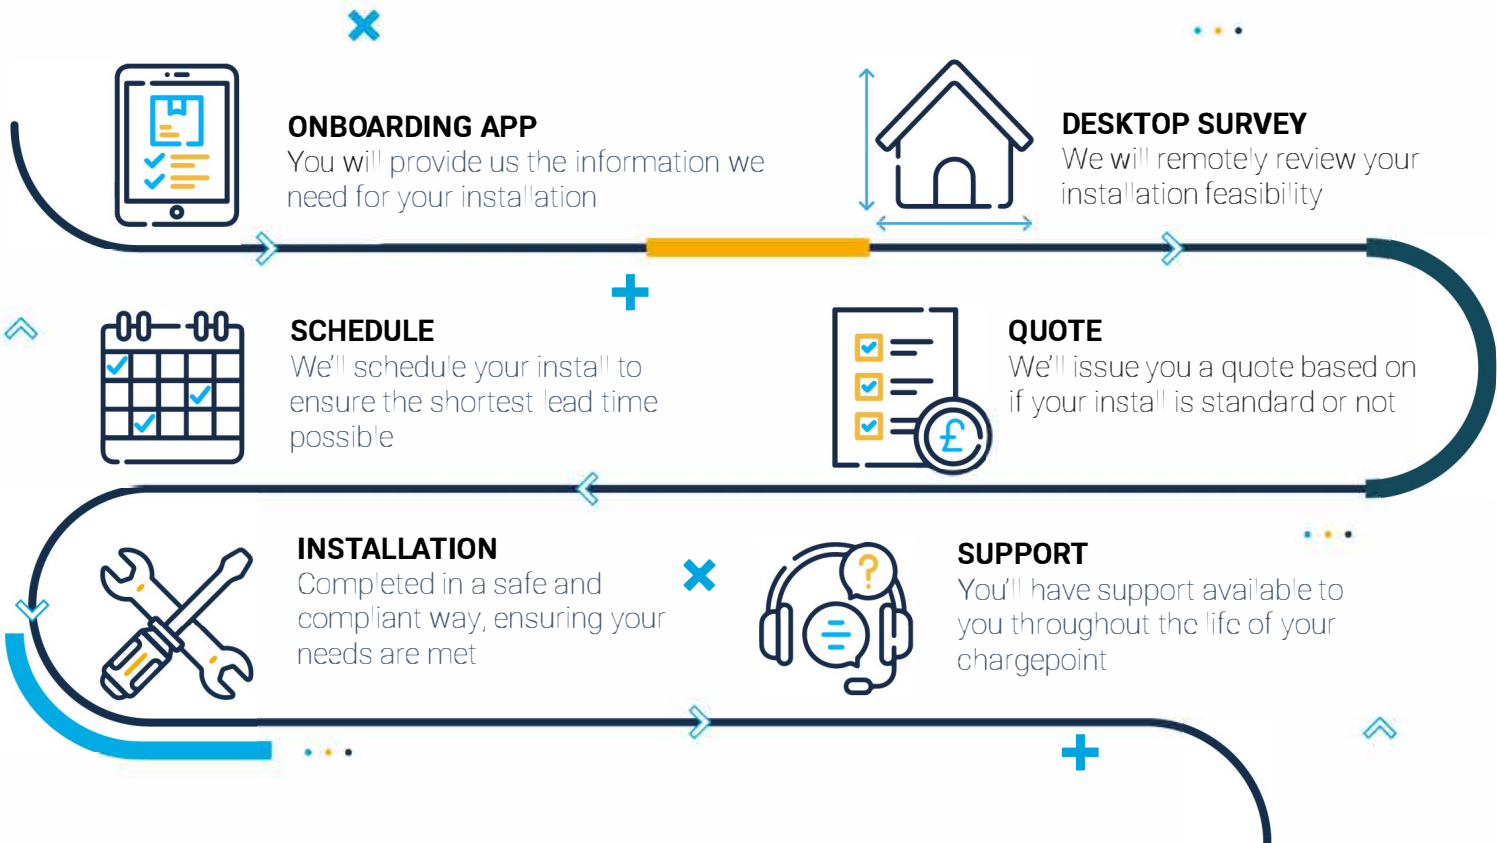 ONBOARDING APP
You will provide us the information we
need for your installation
DESKTOP SURVEY
We will remotely review your
installation feasibility
SCHEDULE
We'll schedule your install to
ensure the shortest lead time
possible
QUOTE
We'll issue you a quote based on
if your install is standard or not
£
INSTALLATION
Completed in a safe and
compliant way, ensuring your
needs are met
?
SUPPORT
You'll have support available to
you throughout the life of your
chargepoint